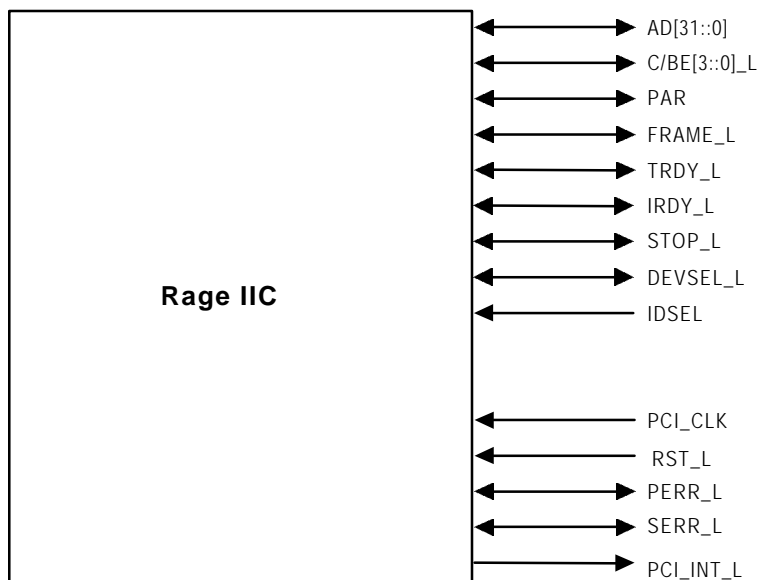 AD[31::0]
C/BE[3::0]_L
PAR
FRAME_L
TRDY_L
IRDY_L
STOP_L
DEVSEL_L
Rage IIC
IDSEL
PCI_CLK
RST_L
PERR_L
SERR_L
PCI_INT_L